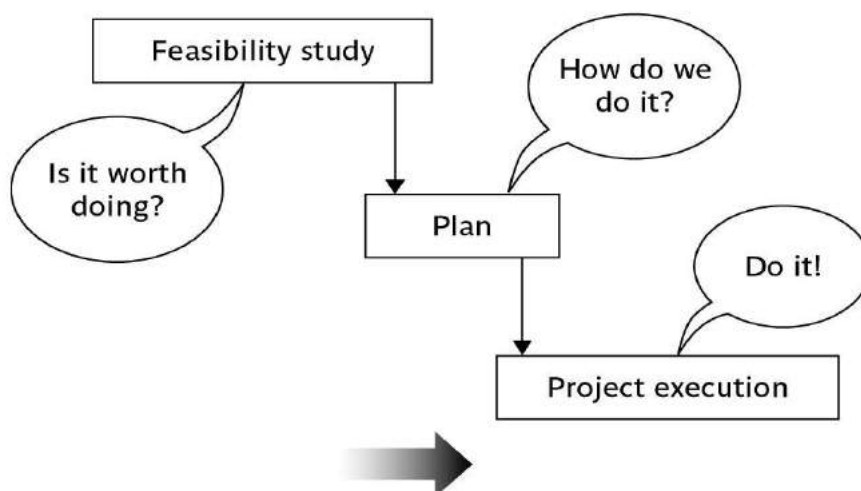 Feasibility study
How do we
do it?
Is it worth
doing?
Plan
Do it!
Project execution